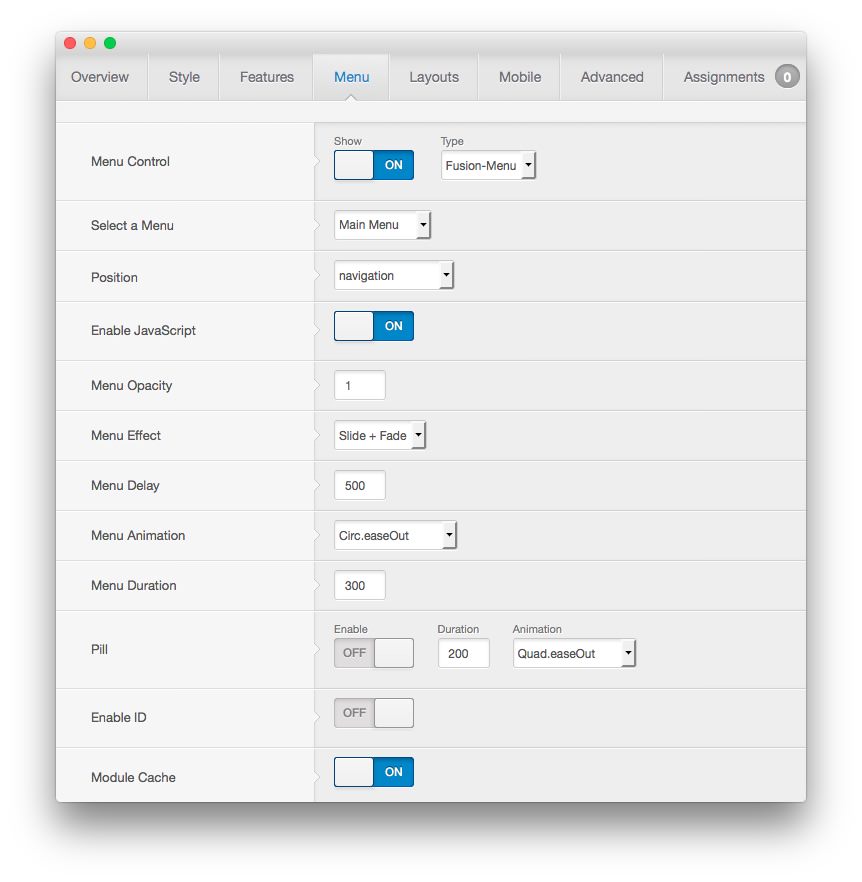 Overview Style Features Menu Layouts Mobile Advanced Assignments 0
Show Type
Menu Control ON Fusion-Menu
Select a Menu Main Menu
Position navigation
Enable JavaScript ON
Menu Opacity 1
Menu Effect Slide + Fade
Menu Delay 500
Menu Animation Circ.easeOut
Menu Duration 300
Enable Duration Animation
Pill OFF 200 Quad.easeOut
Enable ID OFF
Module Cache ON